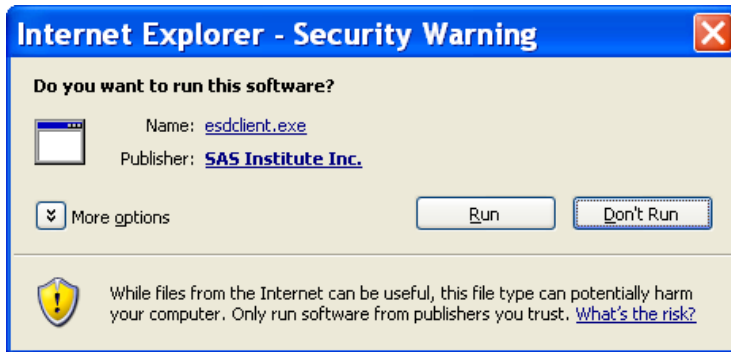 Internet Explorer - Security Warning
Do you want to run this software?
Name: esdclient.exe
Publisher: SAS Institute Inc.
More options
Run
Don't Run
While files from the Internet can be useful, this file type can potentially harm
your computer. Only run software from publishers you trust. What's the risk?